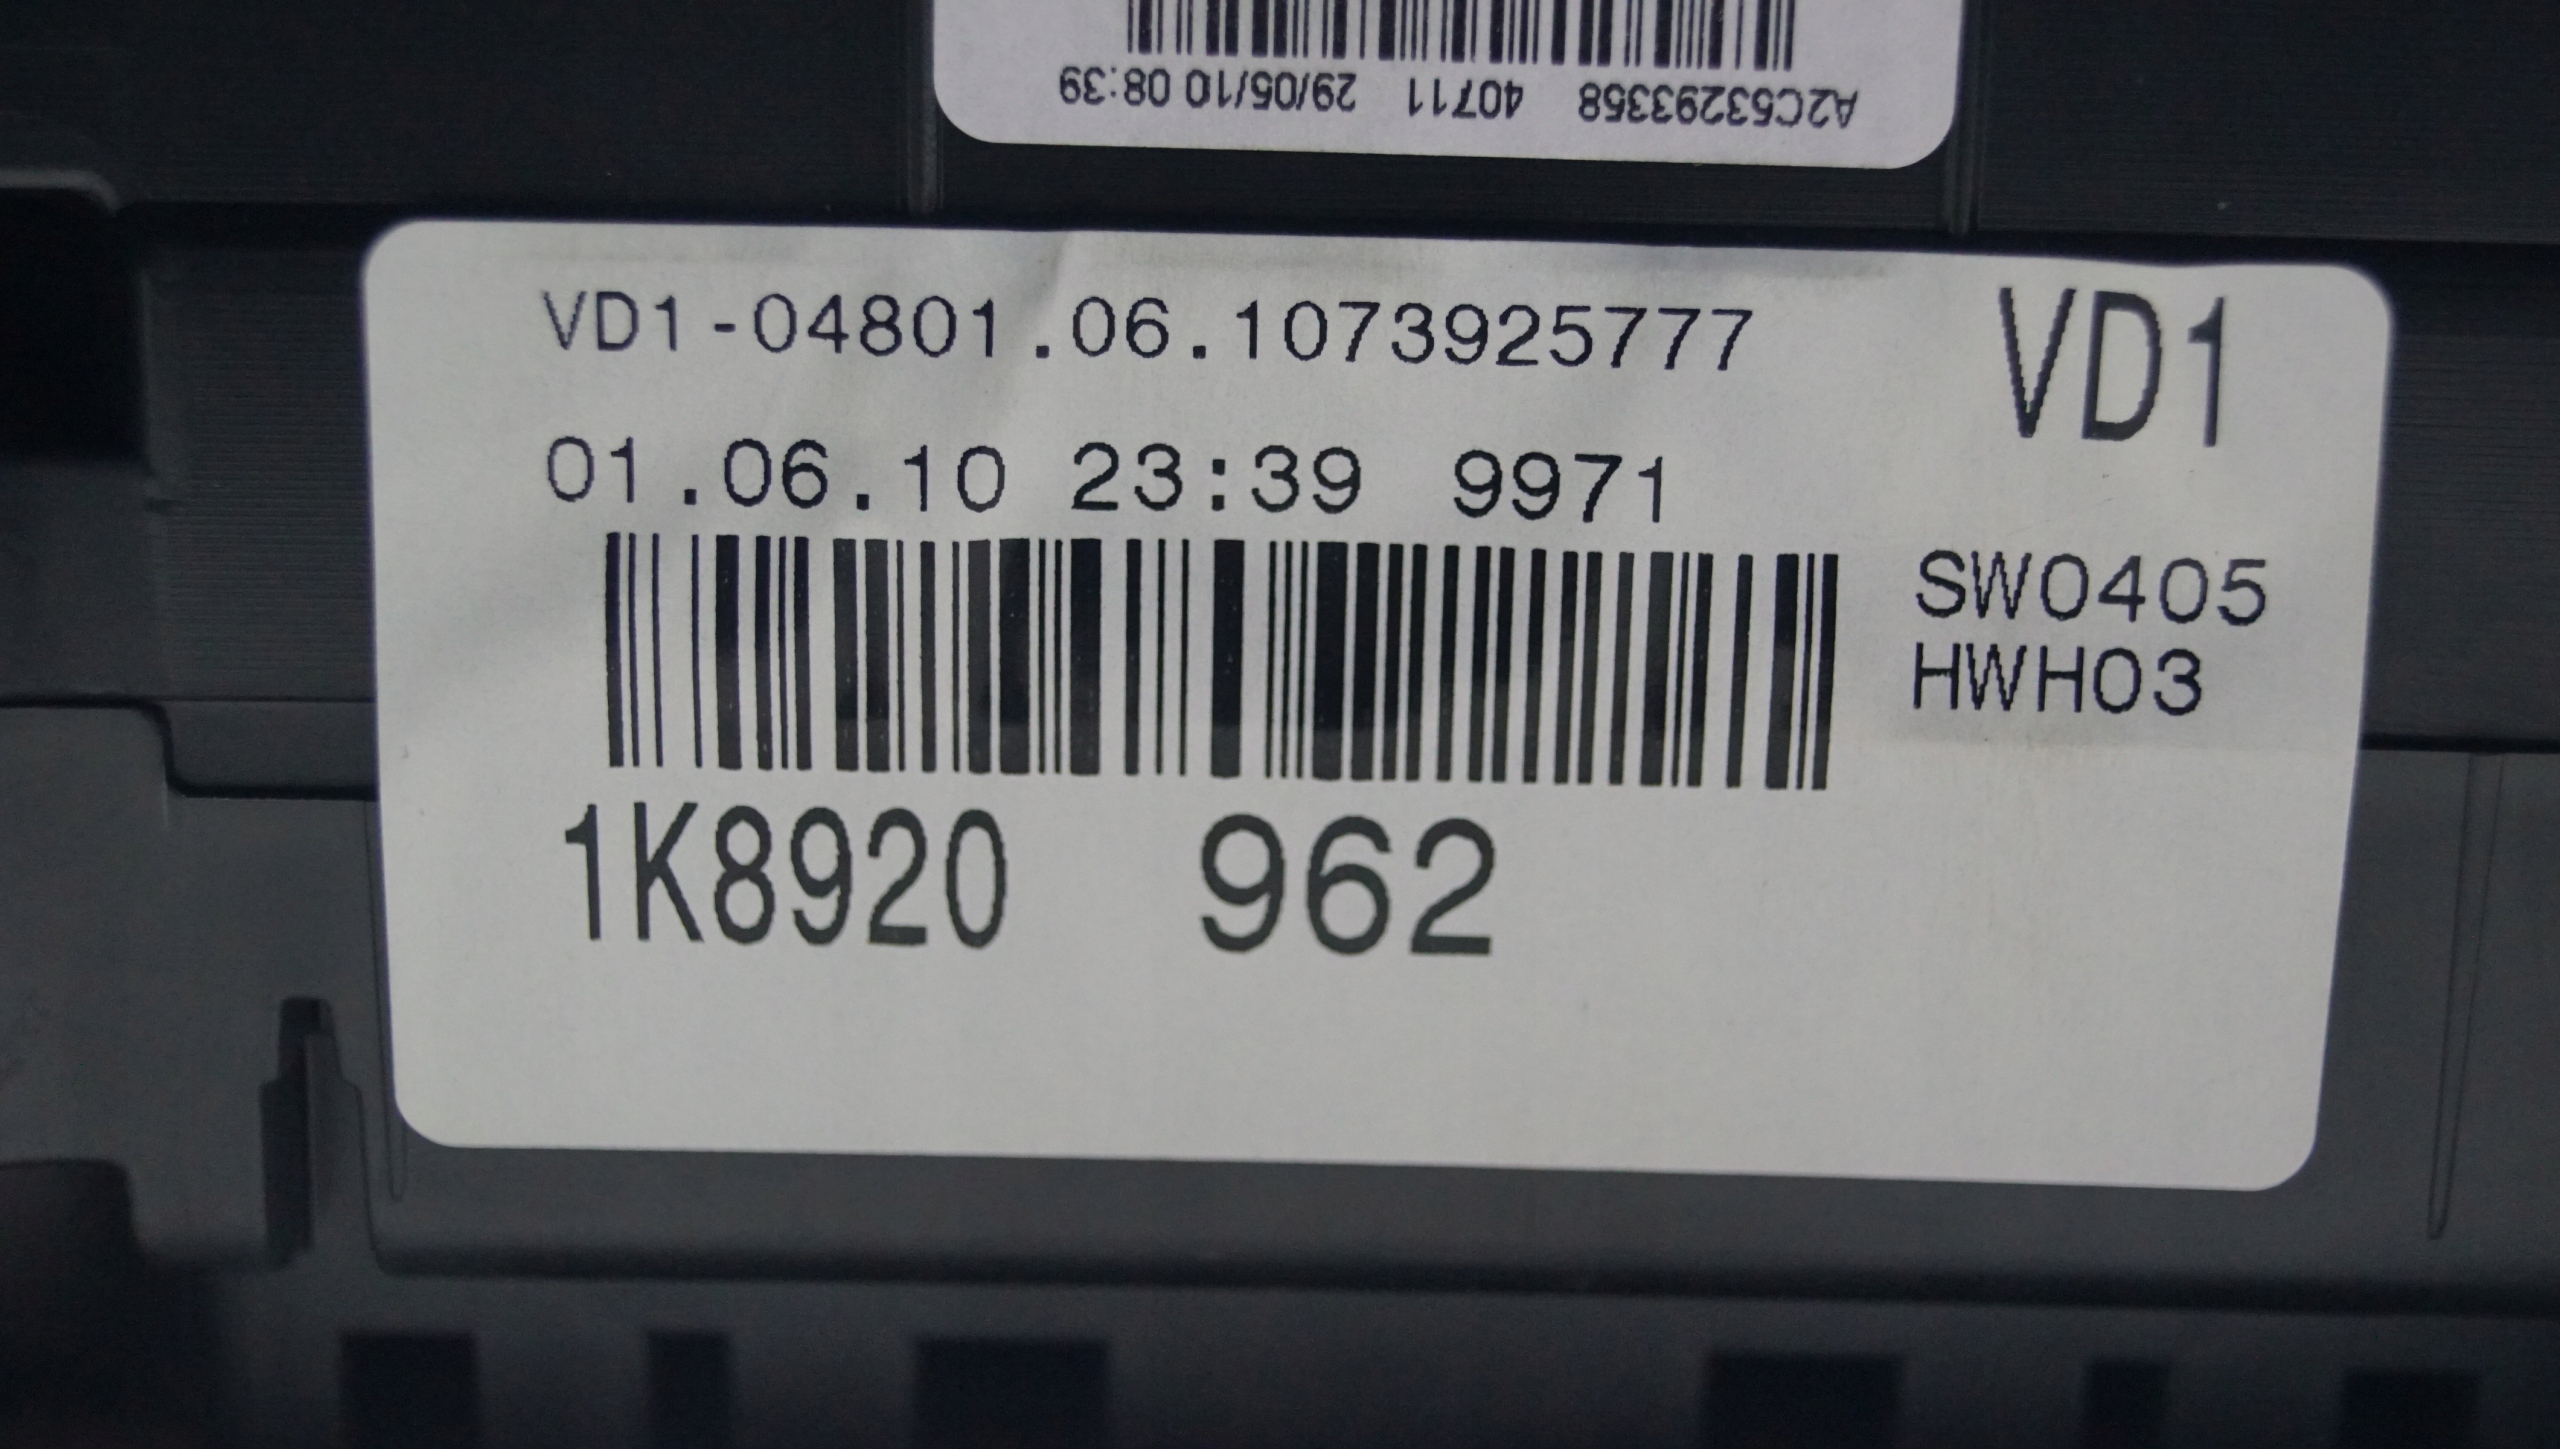 A2C53293358 40711 29/05/10 08:39
VD1-04801.06.1073925777
VD1
01.06.10 23:39 9971
SW0405
HWH03
1K8920 962